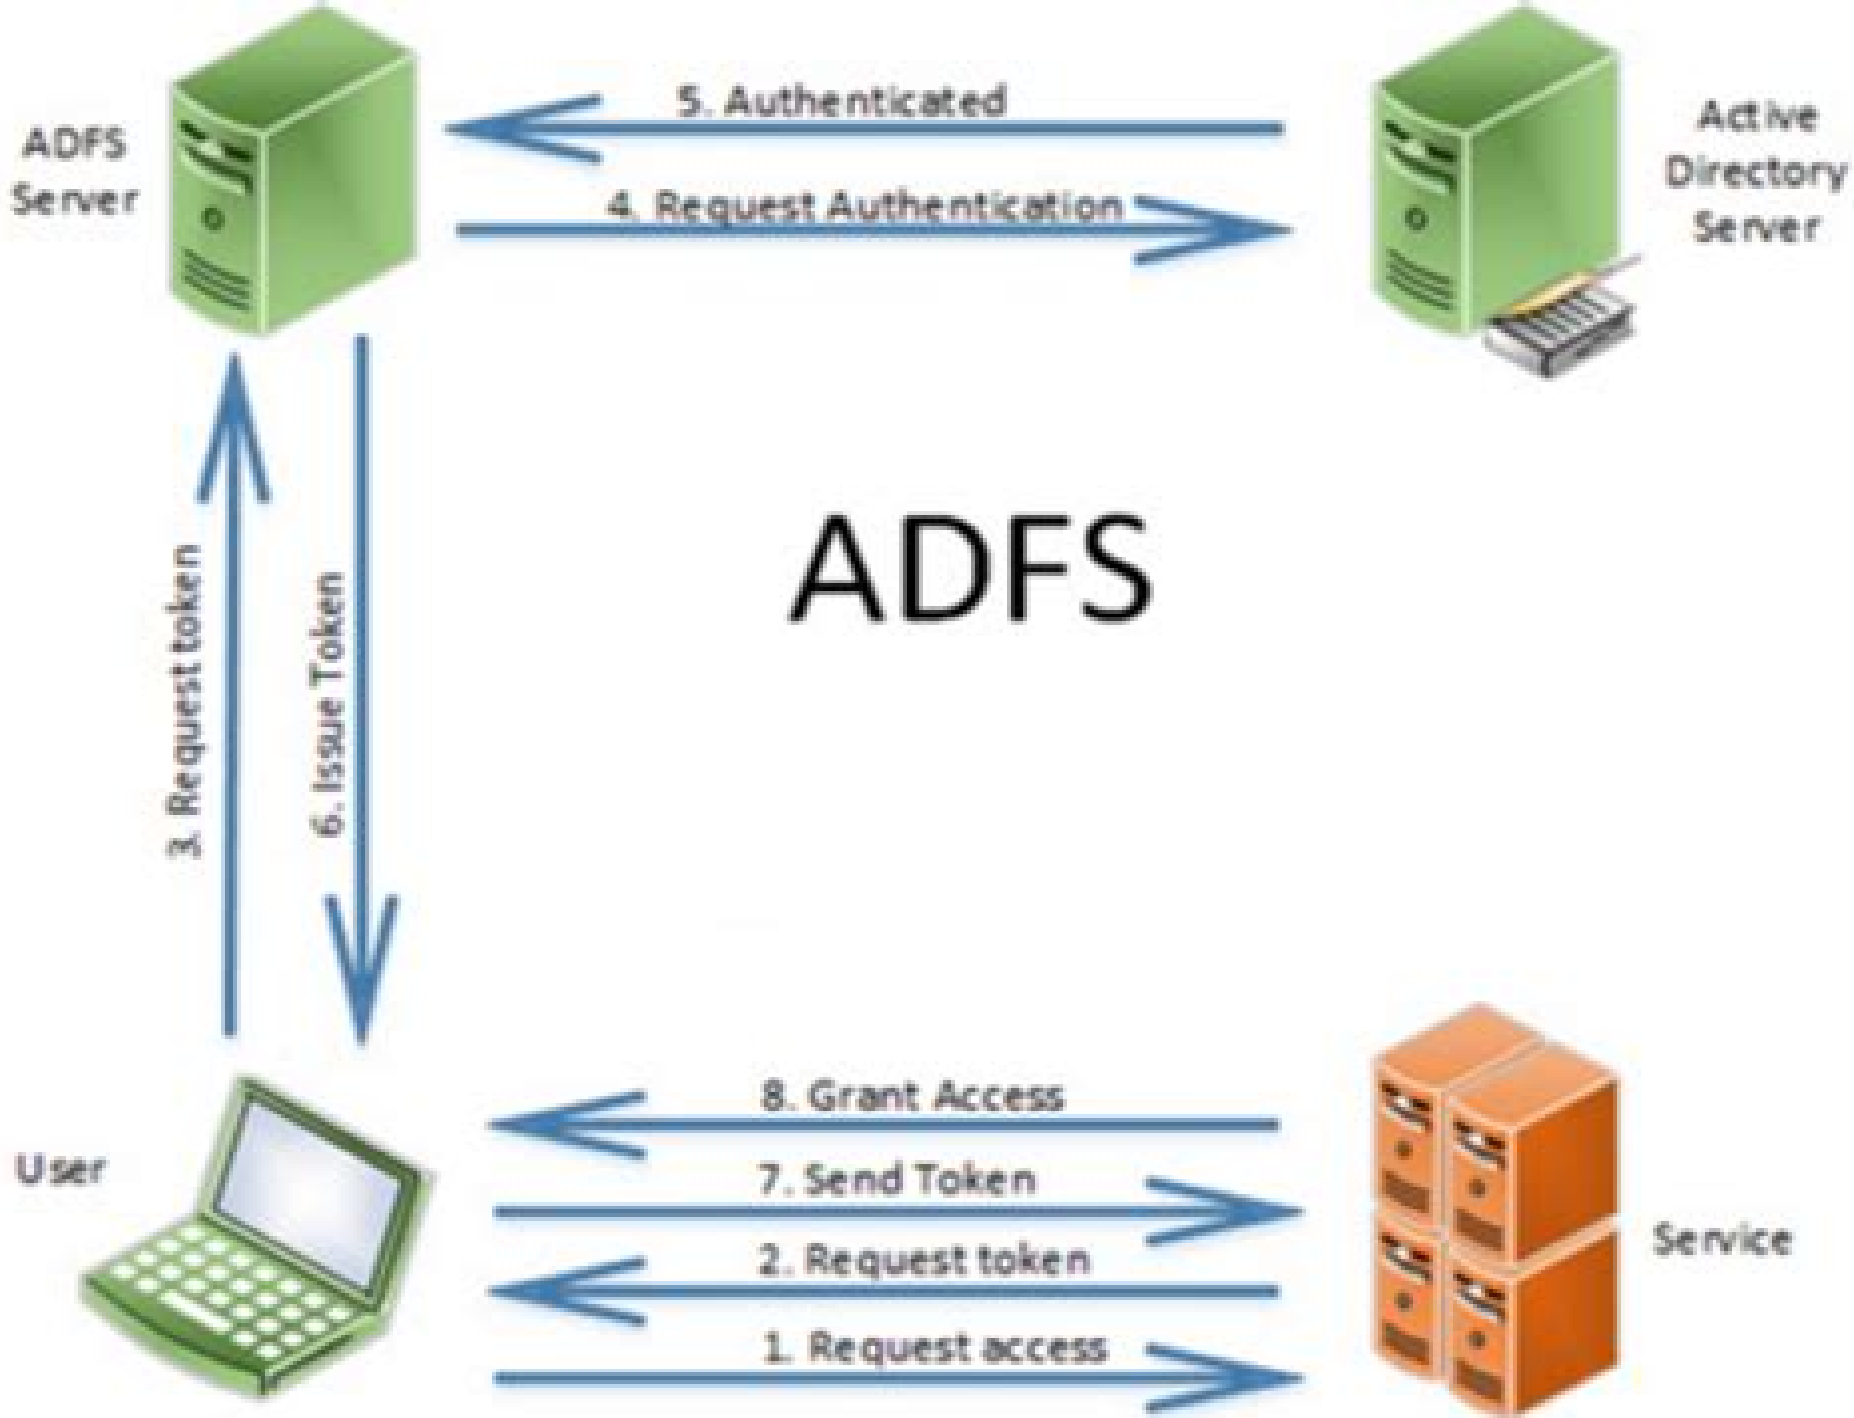 5. Authenticated
ADFS
Server
4. Request Authentication
Active
Directory
Server
3. Request token
6. Issue Token
ADFS
User
8. Grant Access
7. Send Token
2. Request token
1. Request access
Service